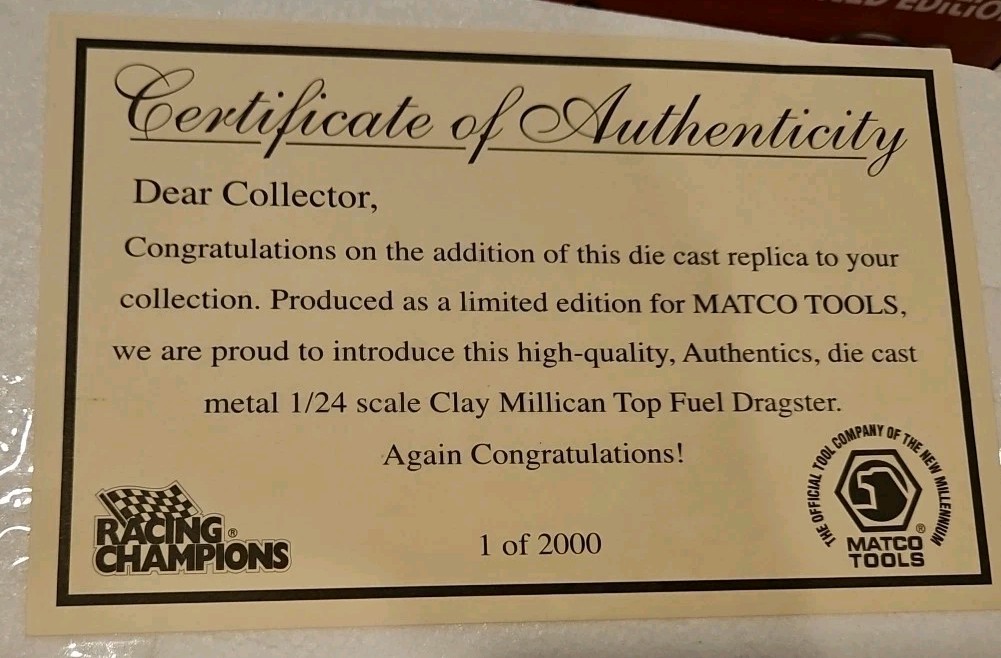 ED EDITIO
Certificate of Authenticity
Dear Collector,
Congratulations on the addition of this die cast replica to your
collection. Produced as a limited edition for MATCO TOOLS,
we are proud to introduce this high-quality, Authentics, die cast
metal 1/24 scale Clay Millican Top Fuel Dragster.
Again Congratulations!
RACING ®
CHAMPIONS
1 of 2000
THE OFFICIAL TOOL COMPANY OF THE NEW MILLENNIUM
®
MATCO
TOOLS